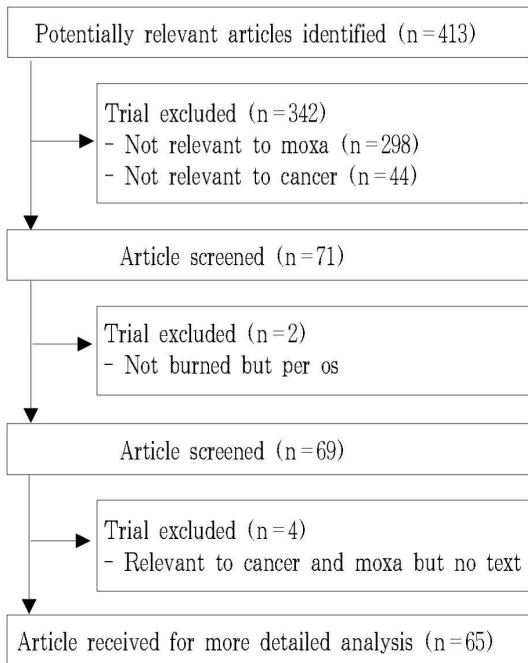 Potentially relevant articles identified (n=413)
Trial excluded (n=342)
- Not relevant to moxa (n=298)
- Not relevant to cancer (n=44)
Article screened (n=71)
Trial excluded (n=2)
- Not burned but per os
Article screened (n=69)
Trial excluded (n=4)
- Relevant to cancer and moxa but no text
Article received for more detailed analysis (n=65)